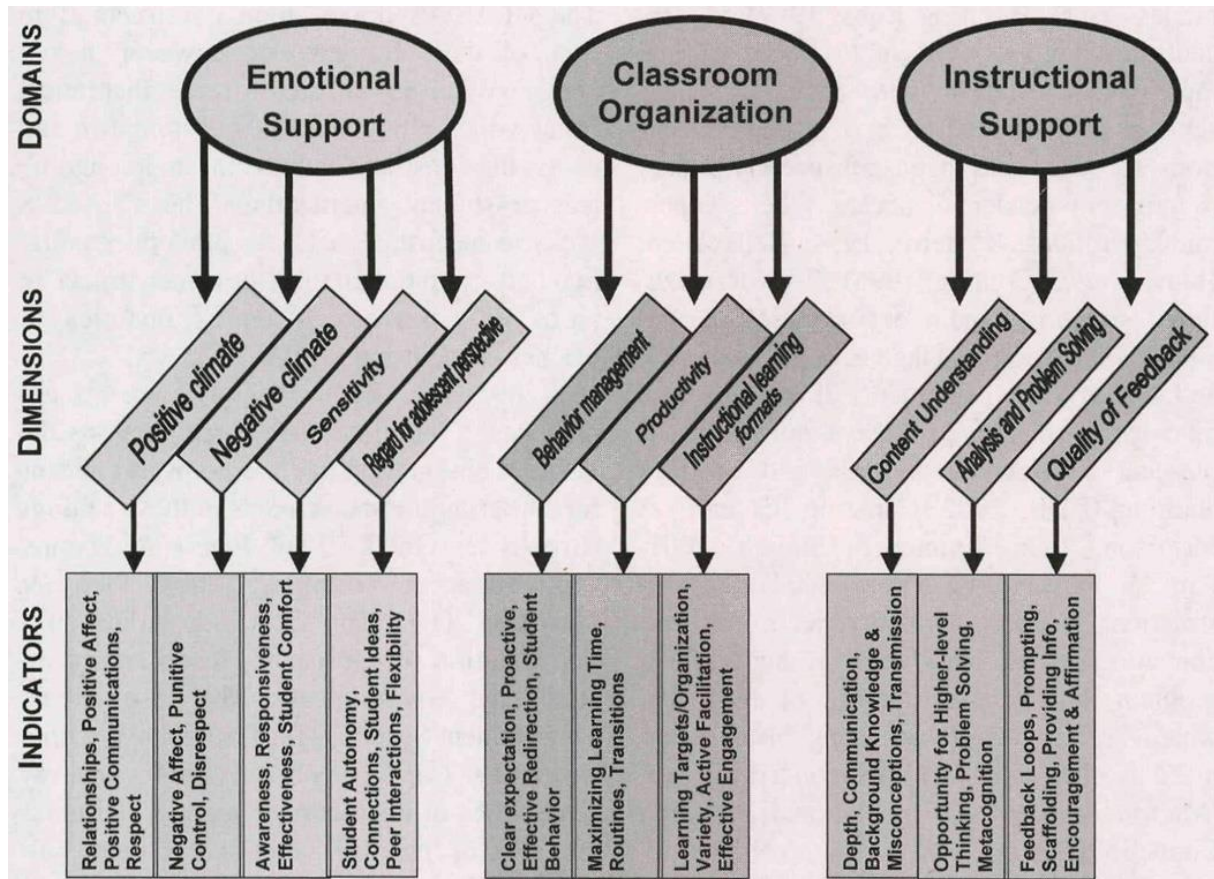 DOMAINS
Emotional
Support
Classroom
Organization
Instructional
Support
DIMENSIONS
Positive climate
Negative climate
Sensitivity
Regard for adolescent perspective
Behavior management
Productivity
Instructional learning
formats
Content Understanding
Analysis and Problem Solving
Quality of Feedback
INDICATORS
Relationships, Positive Affect,
Positive Communications,
Respect
Negative Affect, Punitive
Control, Disrespect
Awareness, Responsiveness,
Effectiveness, Student Comfort
Student Autonomy,
Connections, Student Ideas,
Peer Interactions, Flexibility
Clear expectation, Proactive,
Effective Redirection, Student
Behavior
Maximizing Learning Time,
Routines, Transitions
Learning Targets/Organization,
Variety, Active Facilitation,
Effective Engagement
Depth, Communication,
Background Knowledge &
Misconception, Transmission
Opportunity for Higher-level
Thinking, Problem Solving,
Metacognition
Feedback Loops, Prompting,
Scaffolding, Providing Info,
Encouragement & Affirmation